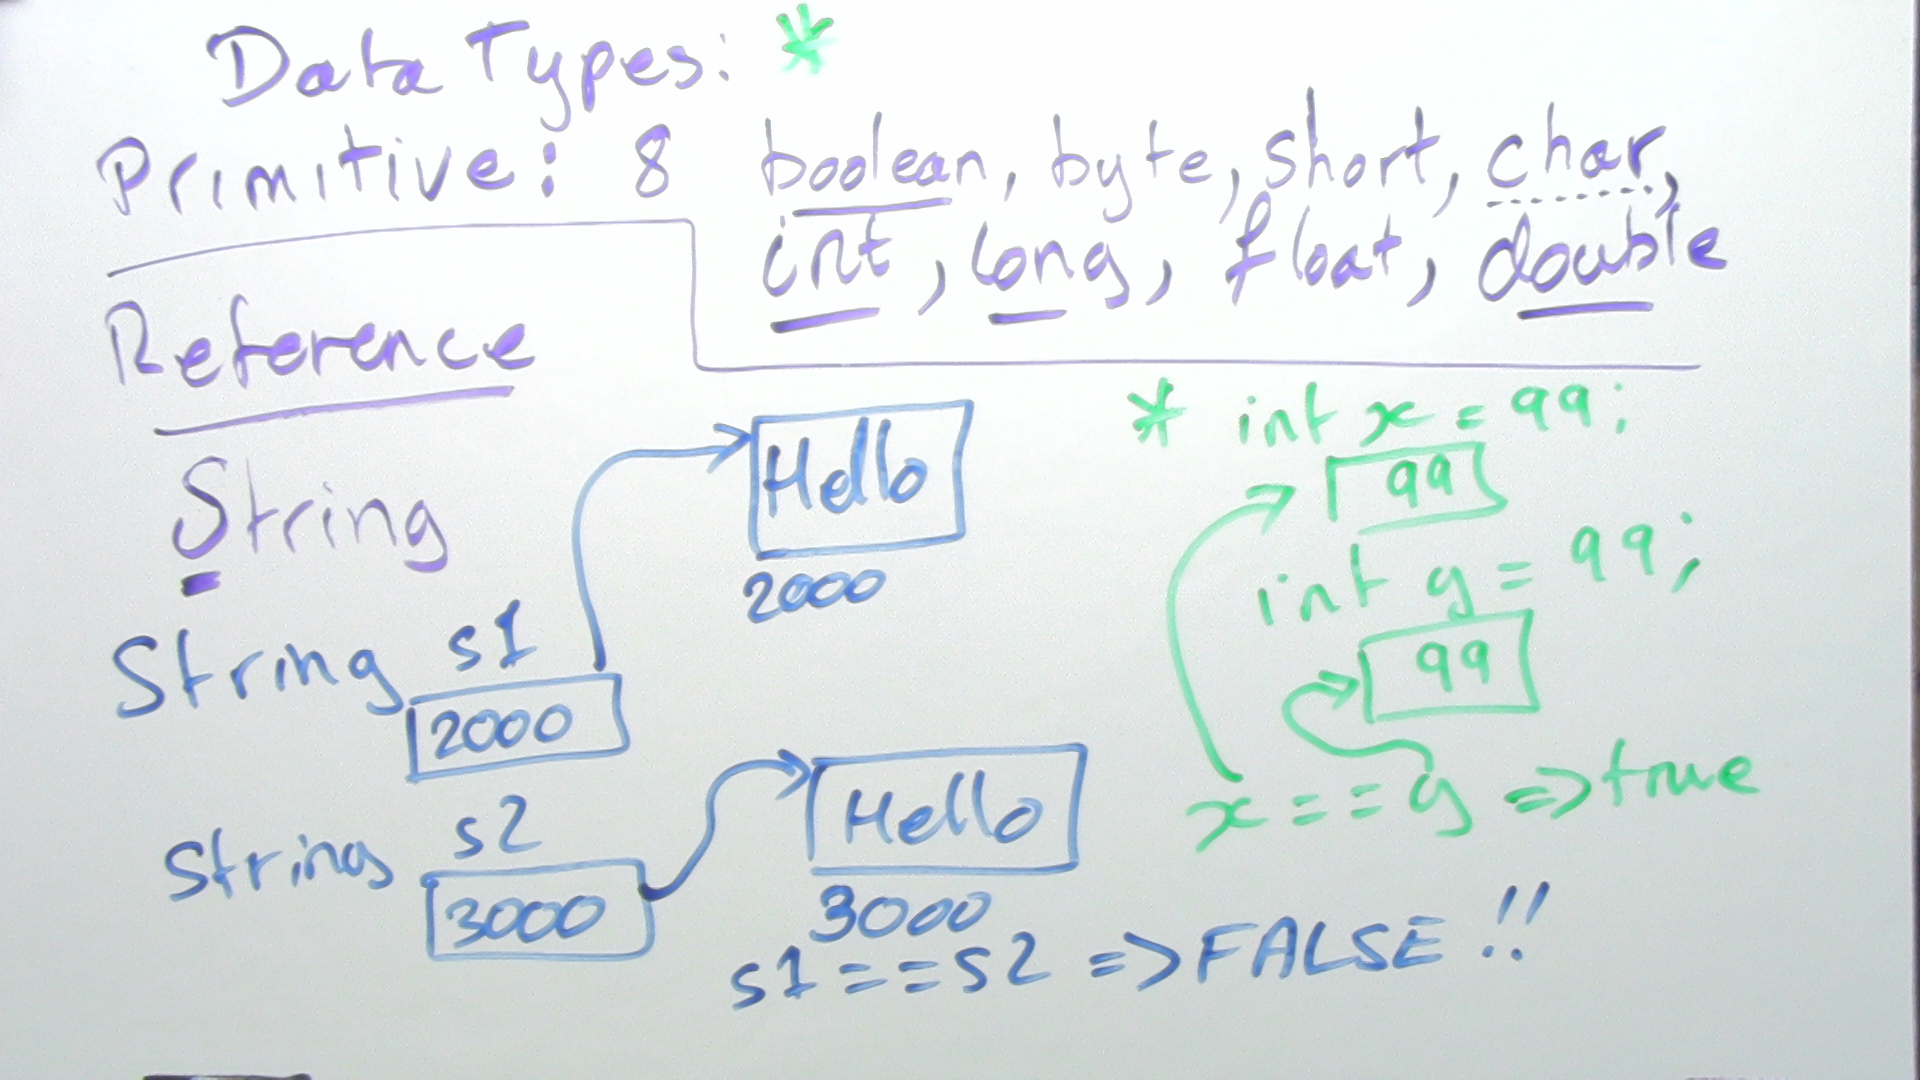 Data Types: *
Primitive: 8 boolean, byte, short, char,
int, long, float, double
Reference
String
String s1
2000
Hello
2000
String s2
3000
Hello
3000
s1 == s2 => FALSE !!
* int x = 99;
99
int y = 99;
99
x == y => true